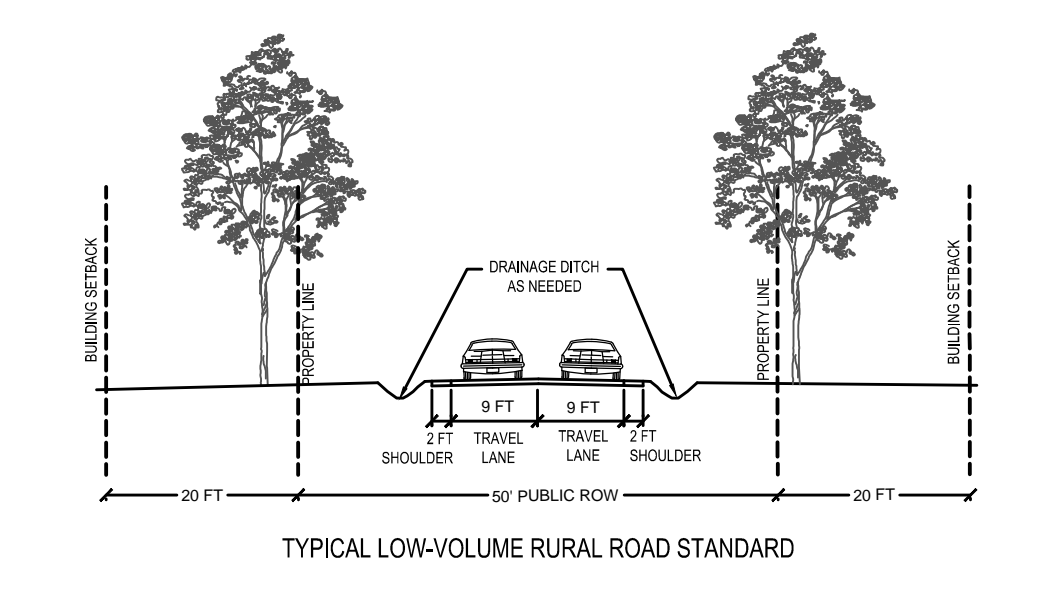 BUILDING SETBACK
PROPERTY LINE
DRAINAGE DITCH
AS NEEDED
PROPERTY LINE
BUILDING SETBACK
9 FT
9 FT
2 FT
SHOULDER
TRAVEL
LANE
TRAVEL
LANE
2 FT
SHOULDER
20 FT
50' PUBLIC ROW
20 FT
TYPICAL LOW-VOLUME RURAL ROAD STANDARD